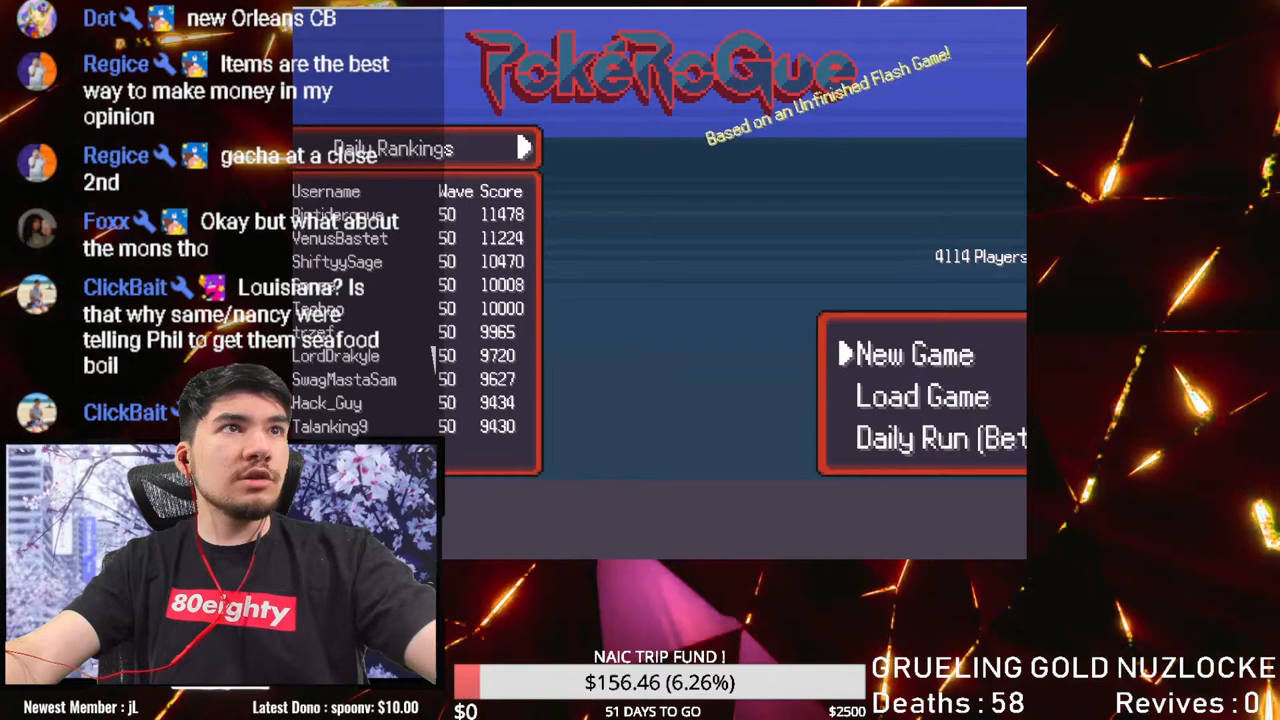 Dot new Orleans CB
Regice Items are the best
way to make money in my
opinion
Regice gacha at a close
2nd
Foxx Okay but what about
the mons tho
ClickBait Louisiana? Is
that why same/nancy were
telling Phil to get them seafood
boil
ClickBait
PokéRoGue
Based on an Unfinished Flash Game!
Daily Rankings
Username Wave Score
50 11478
VenusBastet 50 11224
ShiftyySage 50 10470
50 10008
Techno 50 10000
trzef 50 9965
LordDrakyle 50 9720
SwagMastaSam 50 9627
Hack_Guy 50 9434
Talanking9 50 9430
4114 Players
New Game
Load Game
Daily Run (Bet
80eighty
NAIC TRIP FUND !
$156.46 (6.26%)
$0 51 DAYS TO GO $2500
GRUELING GOLD NUZLOCKE
Deaths : 58 Revives : 0
Newest Member : jL Latest Dono : spoonv: $10.00